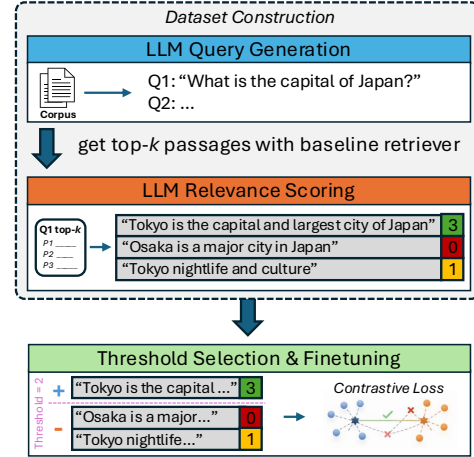 Dataset Construction
LLM Query Generation
Corpus
Q1: “What is the capital of Japan?”
Q2: ...
get top-k passages with baseline retriever
LLM Relevance Scoring
Q1 top-k
P1 ____
P2 ____
P3 ____
“Tokyo is the capital and largest city of Japan” 3
“Osaka is a major city in Japan” 0
“Tokyo nightlife and culture” 1
Threshold Selection & Finetuning
Threshold = 2
+ “Tokyo is the capital ...” 3
- “Osaka is a major...” 0
“Tokyo nightlife...” 1
Contrastive Loss